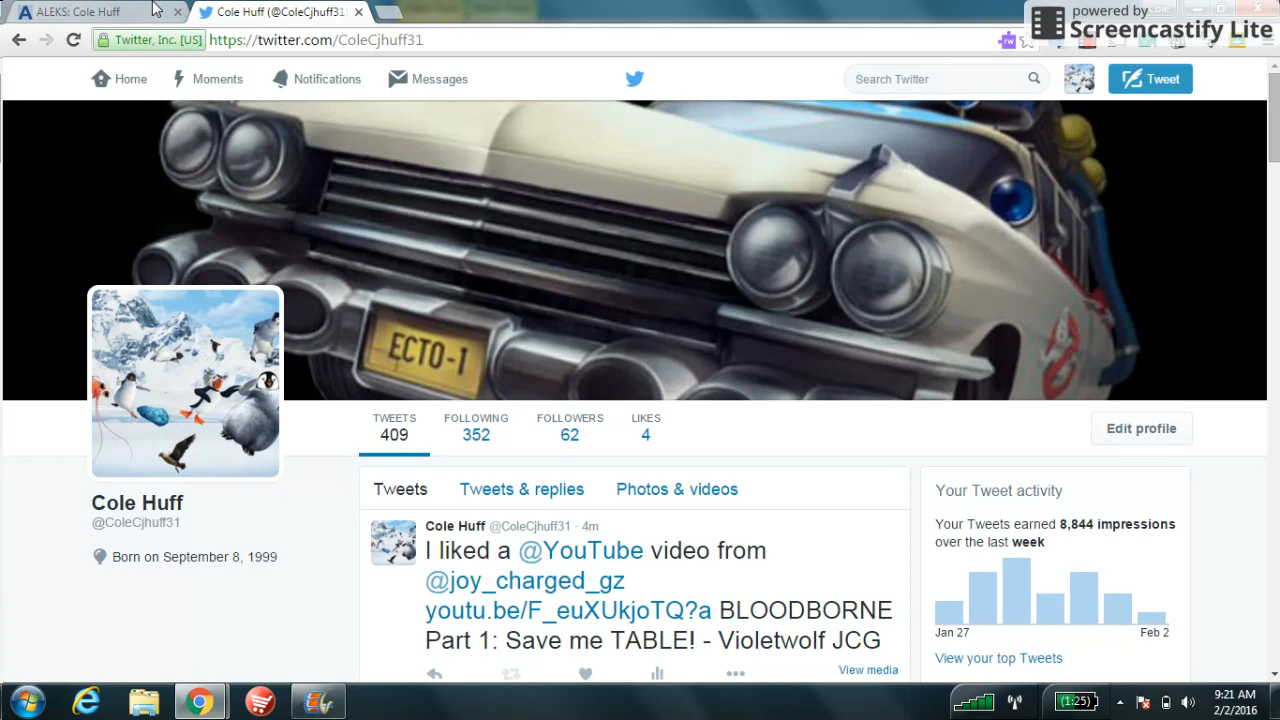 ALEKS: Cole Huff
Cole Huff (@ColeCjhuff31)
powered by
Screencastify Lite
Twitter, Inc. [US]
https://twitter.com/ColeCjhuff31
Home
Moments
Notifications
Messages
Search Twitter
Tweet
ECTO-1
TWEETS
409
FOLLOWING
352
FOLLOWERS
62
LIKES
4
Edit profile
Cole Huff
@ColeCjhuff31
Born on September 8, 1999
Tweets
Tweets & replies
Photos & videos
Cole Huff @ColeCjhuff31 · 4m
I liked a @YouTube video from
@joy_charged_gz
youtu.be/F_euXUkjoTQ?a BLOODBORNE
Part 1: Save me TABLE! - Violetwolf JCG
View media
Your Tweet activity
Your Tweets earned 8,844 impressions
over the last week
Jan 27
Feb 2
View your top Tweets
(1:25)
9:21 AM
2/2/2016